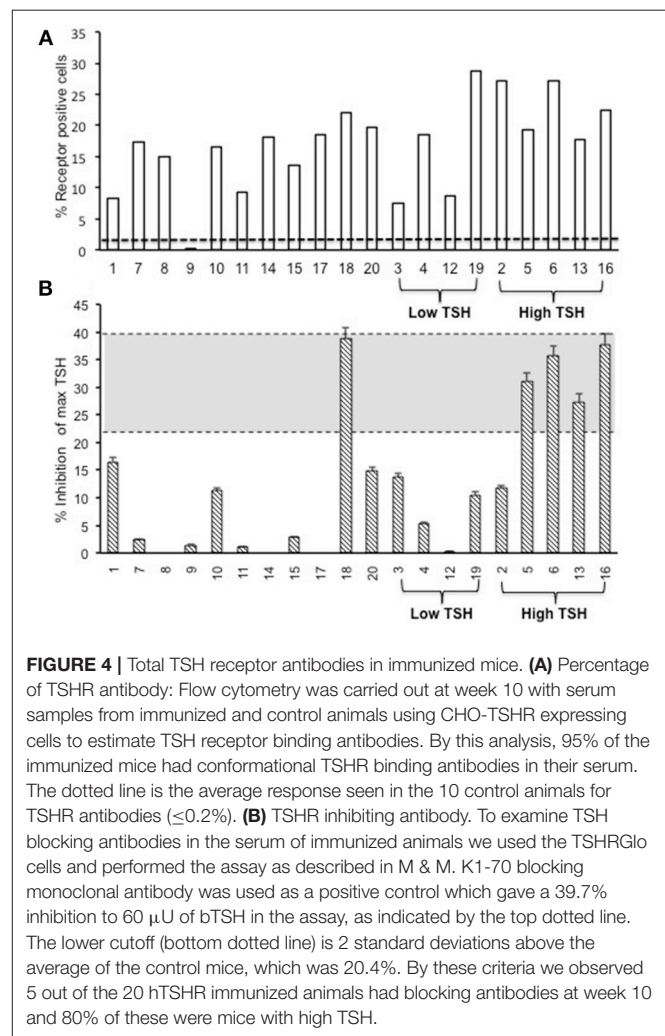 A
% Receptor positive cells
35
30
25
20
15
10
5
0
1 7 8 9 10 11 14 15 17 18 20 3 4 12 19 2 5 6 13 16
Low TSH High TSH
B
% Inhibition of max TSH
45
40
35
30
25
20
15
10
5
0
1 7 8 9 10 11 14 15 17 18 20 3 4 12 19 2 5 6 13 16
Low TSH High TSH
FIGURE 4 | Total TSH receptor antibodies in immunized mice. (A) Percentage
of TSHR antibody: Flow cytometry was carried out at week 10 with serum
samples from immunized and control animals using CHO-TSHR expressing
cells to estimate TSH receptor binding antibodies. By this analysis, 95% of the
immunized mice had conformational TSHR binding antibodies in their serum.
The dotted line is the average response seen in the 10 control animals for
TSHR antibodies (≤0.2%). (B) TSHR inhibiting antibody. To examine TSH
blocking antibodies in the serum of immunized animals we used the TSHRGlo
cells and performed the assay as described in M & M. K1-70 blocking
monoclonal antibody was used as a positive control which gave a 39.7%
inhibition to 60 μU of bTSH in the assay, as indicated by the top dotted line.
The lower cutoff (bottom dotted line) is 2 standard deviations above the
average of the control mice, which was 20.4%. By these criteria we observed
5 out of the 20 hTSHR immunized animals had blocking antibodies at week 10
and 80% of these were mice with high TSH.